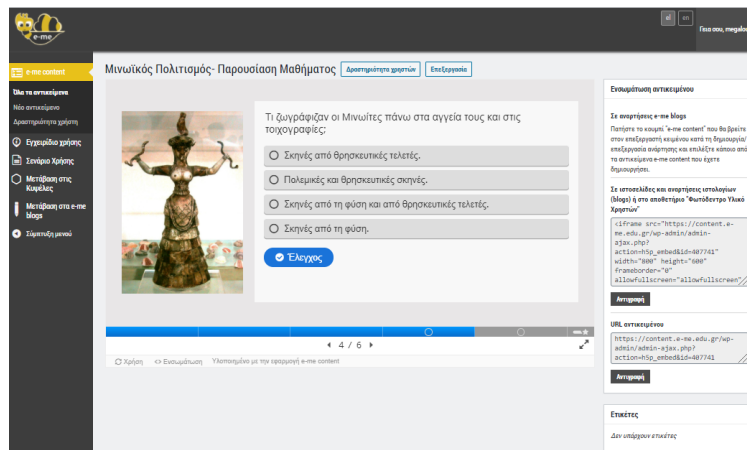 e-me
el
en
Γεια σου, megalou
e-me content
Όλα τα αντικείμενα
Νέο αντικείμενο
Δραστηριότητα χρήστη
Εγχειρίδιο χρήσης
Σενάριο Χρήσης
Μετάβαση στις
Κυψέλες
Μετάβαση στα e-me
blogs
Σύμπτυξη μενού
Μινωϊκός Πολιτισμός- Παρουσίαση Μαθήματος
Δραστηριότητα χρηστών
Επεξεργασία
Τι ζωγράφιζαν οι Μινωίτες πάνω στα αγγεία τους και στις
τοιχογραφίες;
Σκηνές από θρησκευτικές τελετές.
Πολεμικές και θρησκευτικές σκηνές.
Σκηνές από τη φύση και από θρησκευτικές τελετές.
Σκηνές από τη φύση.
Έλεγχος
4 / 6
Χρήση
<> Ενσωμάτωση
Υλοποιημένο με την εφαρμογή e-me content
Ενσωμάτωση αντικειμένου
Σε αναρτήσεις e-me blogs
Πατήστε το κουμπί "e-me content" που θα βρείτε
στον επεξεργαστή κειμένου κατά τη δημιουργία/
επεξεργασία ανάρτησης και επιλέξτε κάποιο από
τα αντικείμενα e-me content που έχετε
δημιουργήσει.
Σε ιστοσελίδες και αναρτήσεις ιστολογίων
(blogs) ή στο αποθετήριο "Φωτόδεντρο Υλικό
Χρηστών"
<iframe src="https://content.e-
me.edu.gr/wp-admin/admin-
ajax.php?
action=h5p_embed&id=407741"
width="800" height="600"
frameborder="0"
allowfullscreen="allowfullscreen"
Αντιγραφή
URL αντικειμένου
https://content.e-me.edu.gr/wp-
admin/admin-ajax.php?
action=h5p_embed&id=407741
Αντιγραφή
Ετικέτες
Δεν υπάρχουν ετικέτες